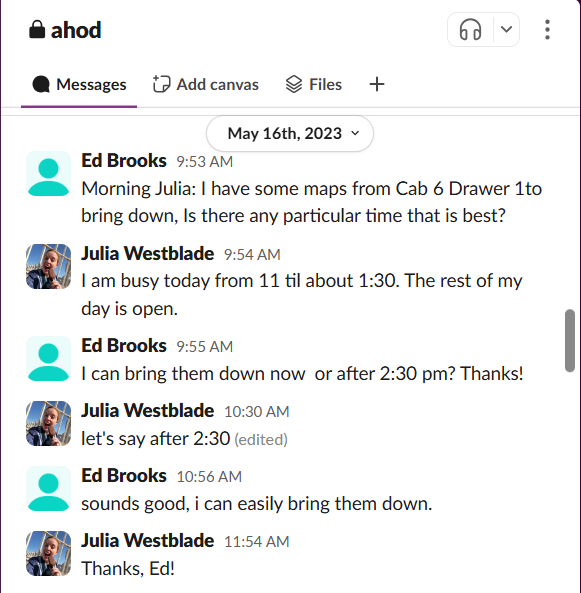 ahod
Messages Add canvas Files
May 16th, 2023
Ed Brooks 9:53 AM
Morning Julia: I have some maps from Cab 6 Drawer 1to
bring down, Is there any particular time that is best?
Julia Westblade 9:54 AM
I am busy today from 11 til about 1:30. The rest of my
day is open.
Ed Brooks 9:55 AM
I can bring them down now  or after 2:30 pm? Thanks!
Julia Westblade 10:30 AM
let's say after 2:30 (edited)
Ed Brooks 10:56 AM
sounds good, i can easily bring them down.
Julia Westblade 11:54 AM
Thanks, Ed!